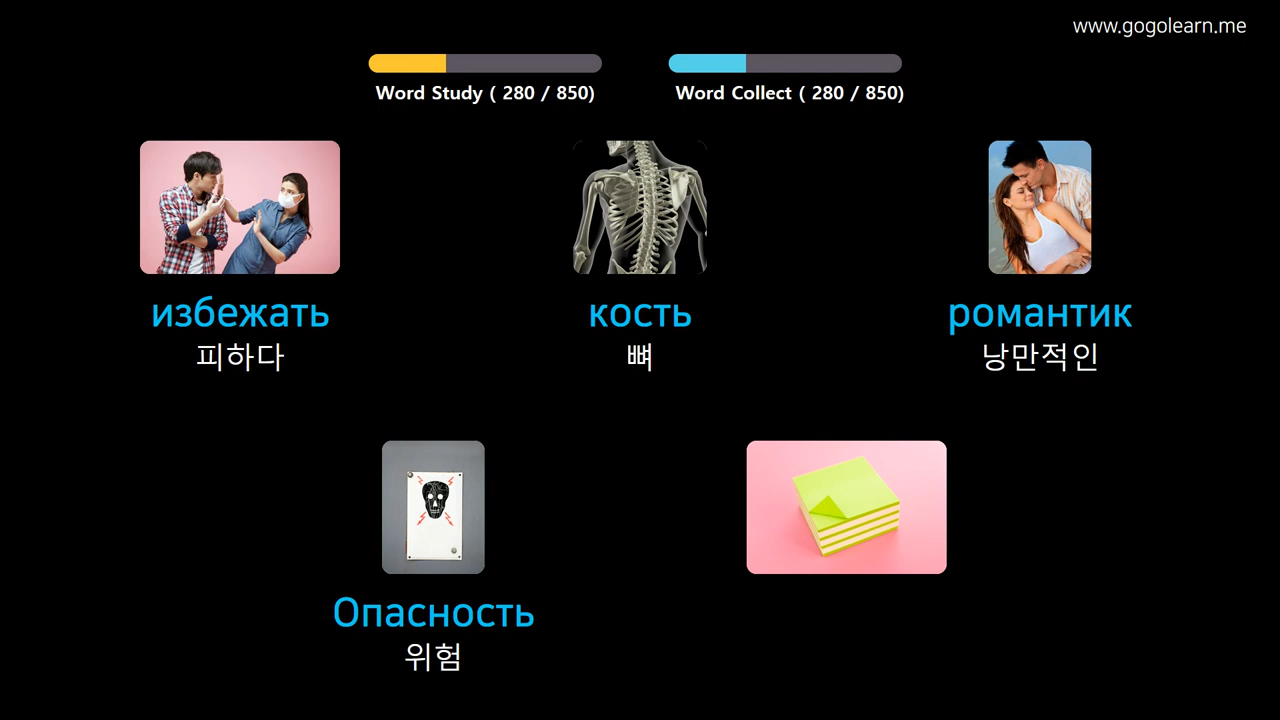 www.gogolearn.me
Word Study ( 280 / 850)
Word Collect ( 280 / 850)
избежать
피하다
кость
뼈
романтик
낭만적인
Опасность
위험